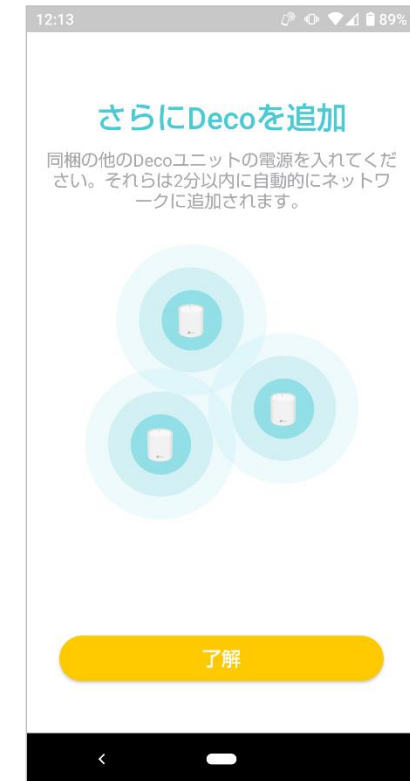 12:13
89%
さらにDecoを追加
同梱の他のDecoユニットの電源を入れてくだ
さい。それらは2分以内に自動的にネットワ
ークに追加されます。
了解